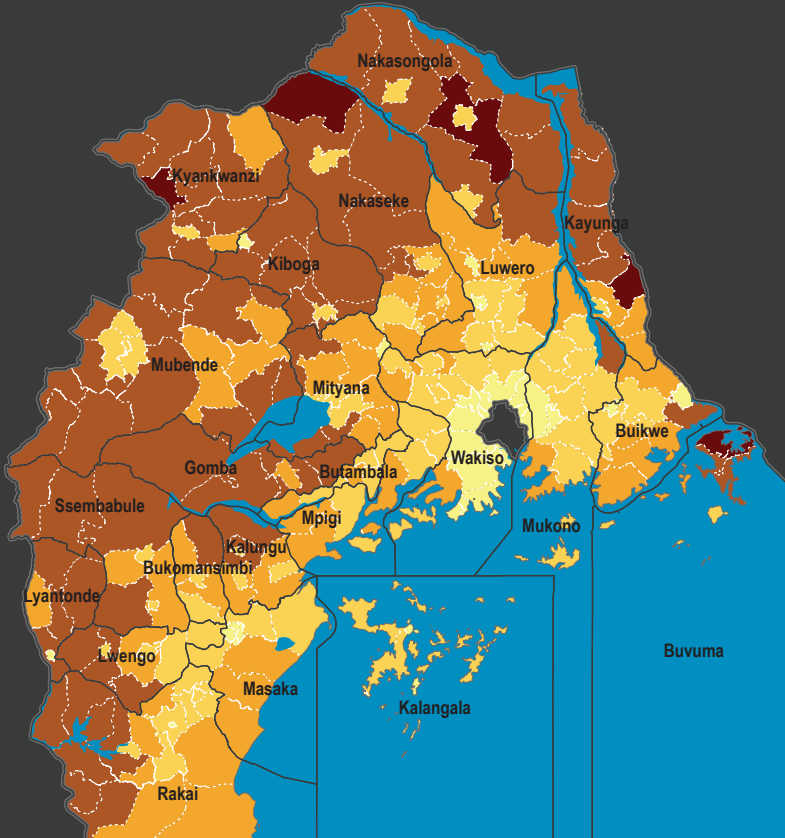 Nakasongola
Kyankwanzi
Nakaseke
Kayunga
Kiboga
Luwero
Mubende
Mityana
Buikwe
Wakiso
Gomba
Butambala
Ssembabule
Mpigi
Mukono
Kalungu
Bukomansimbi
Lyantonde
Lwengo
Buvuma
Masaka
Kalangala
Rakai